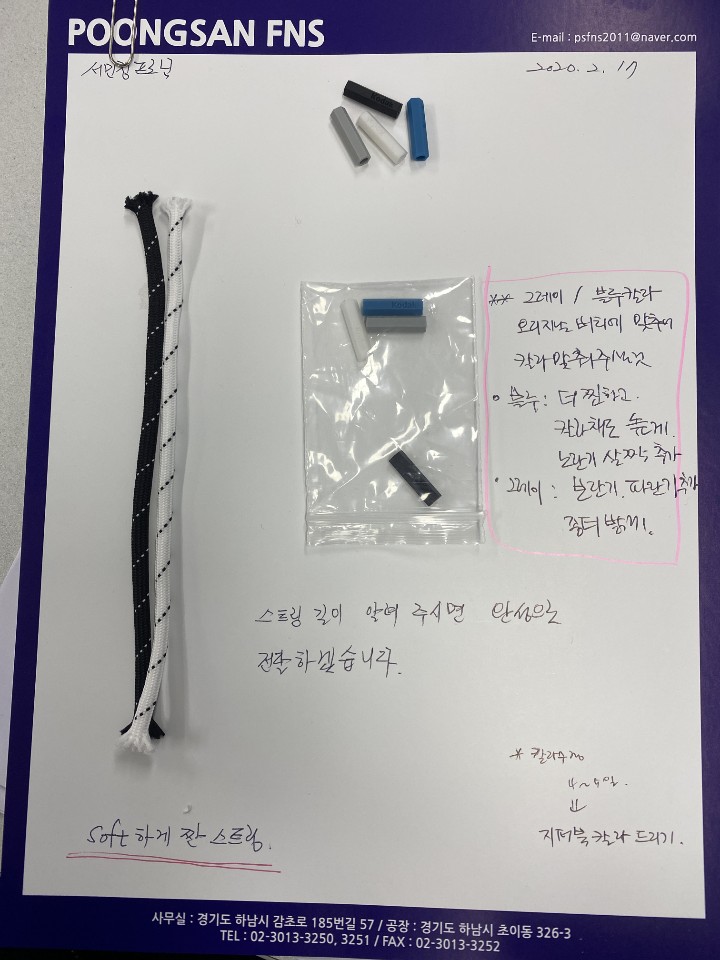 POONGSAN FNS
E-mail : psfns2011@naver.com
서민정 프로님
2020. 2. 17
** 그레이 / 블루칼라
오리지날 버티에 맞추어
칼라 맞춰주시는것
• 블루 : 더 찐하고
칼라채도 높게.
노란기 살짝 추가
• 그레이 : 노란기. 파란기 추가
좀더 밝게.
스트링 길이 알려 주시면 완성으로
전달하겠습니다.
* 칼라수정
4~5일.
⇓
지퍼북 칼라 드리기.
Soft 하게 짠 스트링.
사무실 : 경기도 하남시 감초로 185번길 57 / 공장 : 경기도 하남시 초이동 326-3
TEL : 02-3013-3250, 3251 / FAX : 02-3013-3252